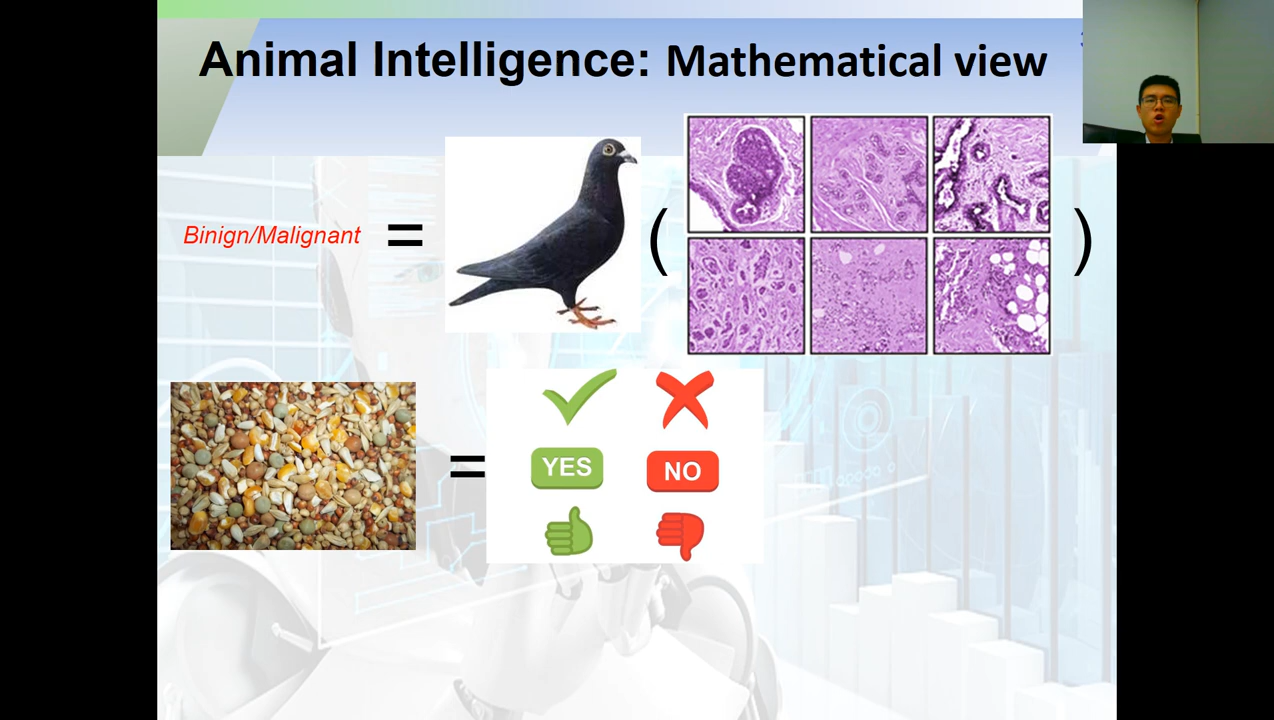 Animal Intelligence: Mathematical view
Binign/Malignant = ( )
=
YES NO